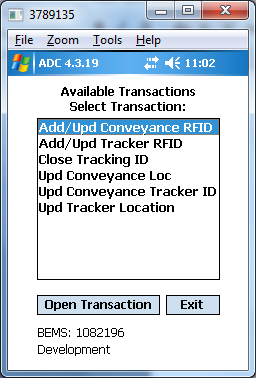 3789135
File Zoom Tools Help
ADC 4.3.19 11:02
Available Transactions
Select Transaction:
Add/Upd Conveyance RFID
Add/Upd Tracker RFID
Close Tracking ID
Upd Conveyance Loc
Upd Conveyance Tracker ID
Upd Tracker Location
Open Transaction Exit
BEMS: 1082196
Development